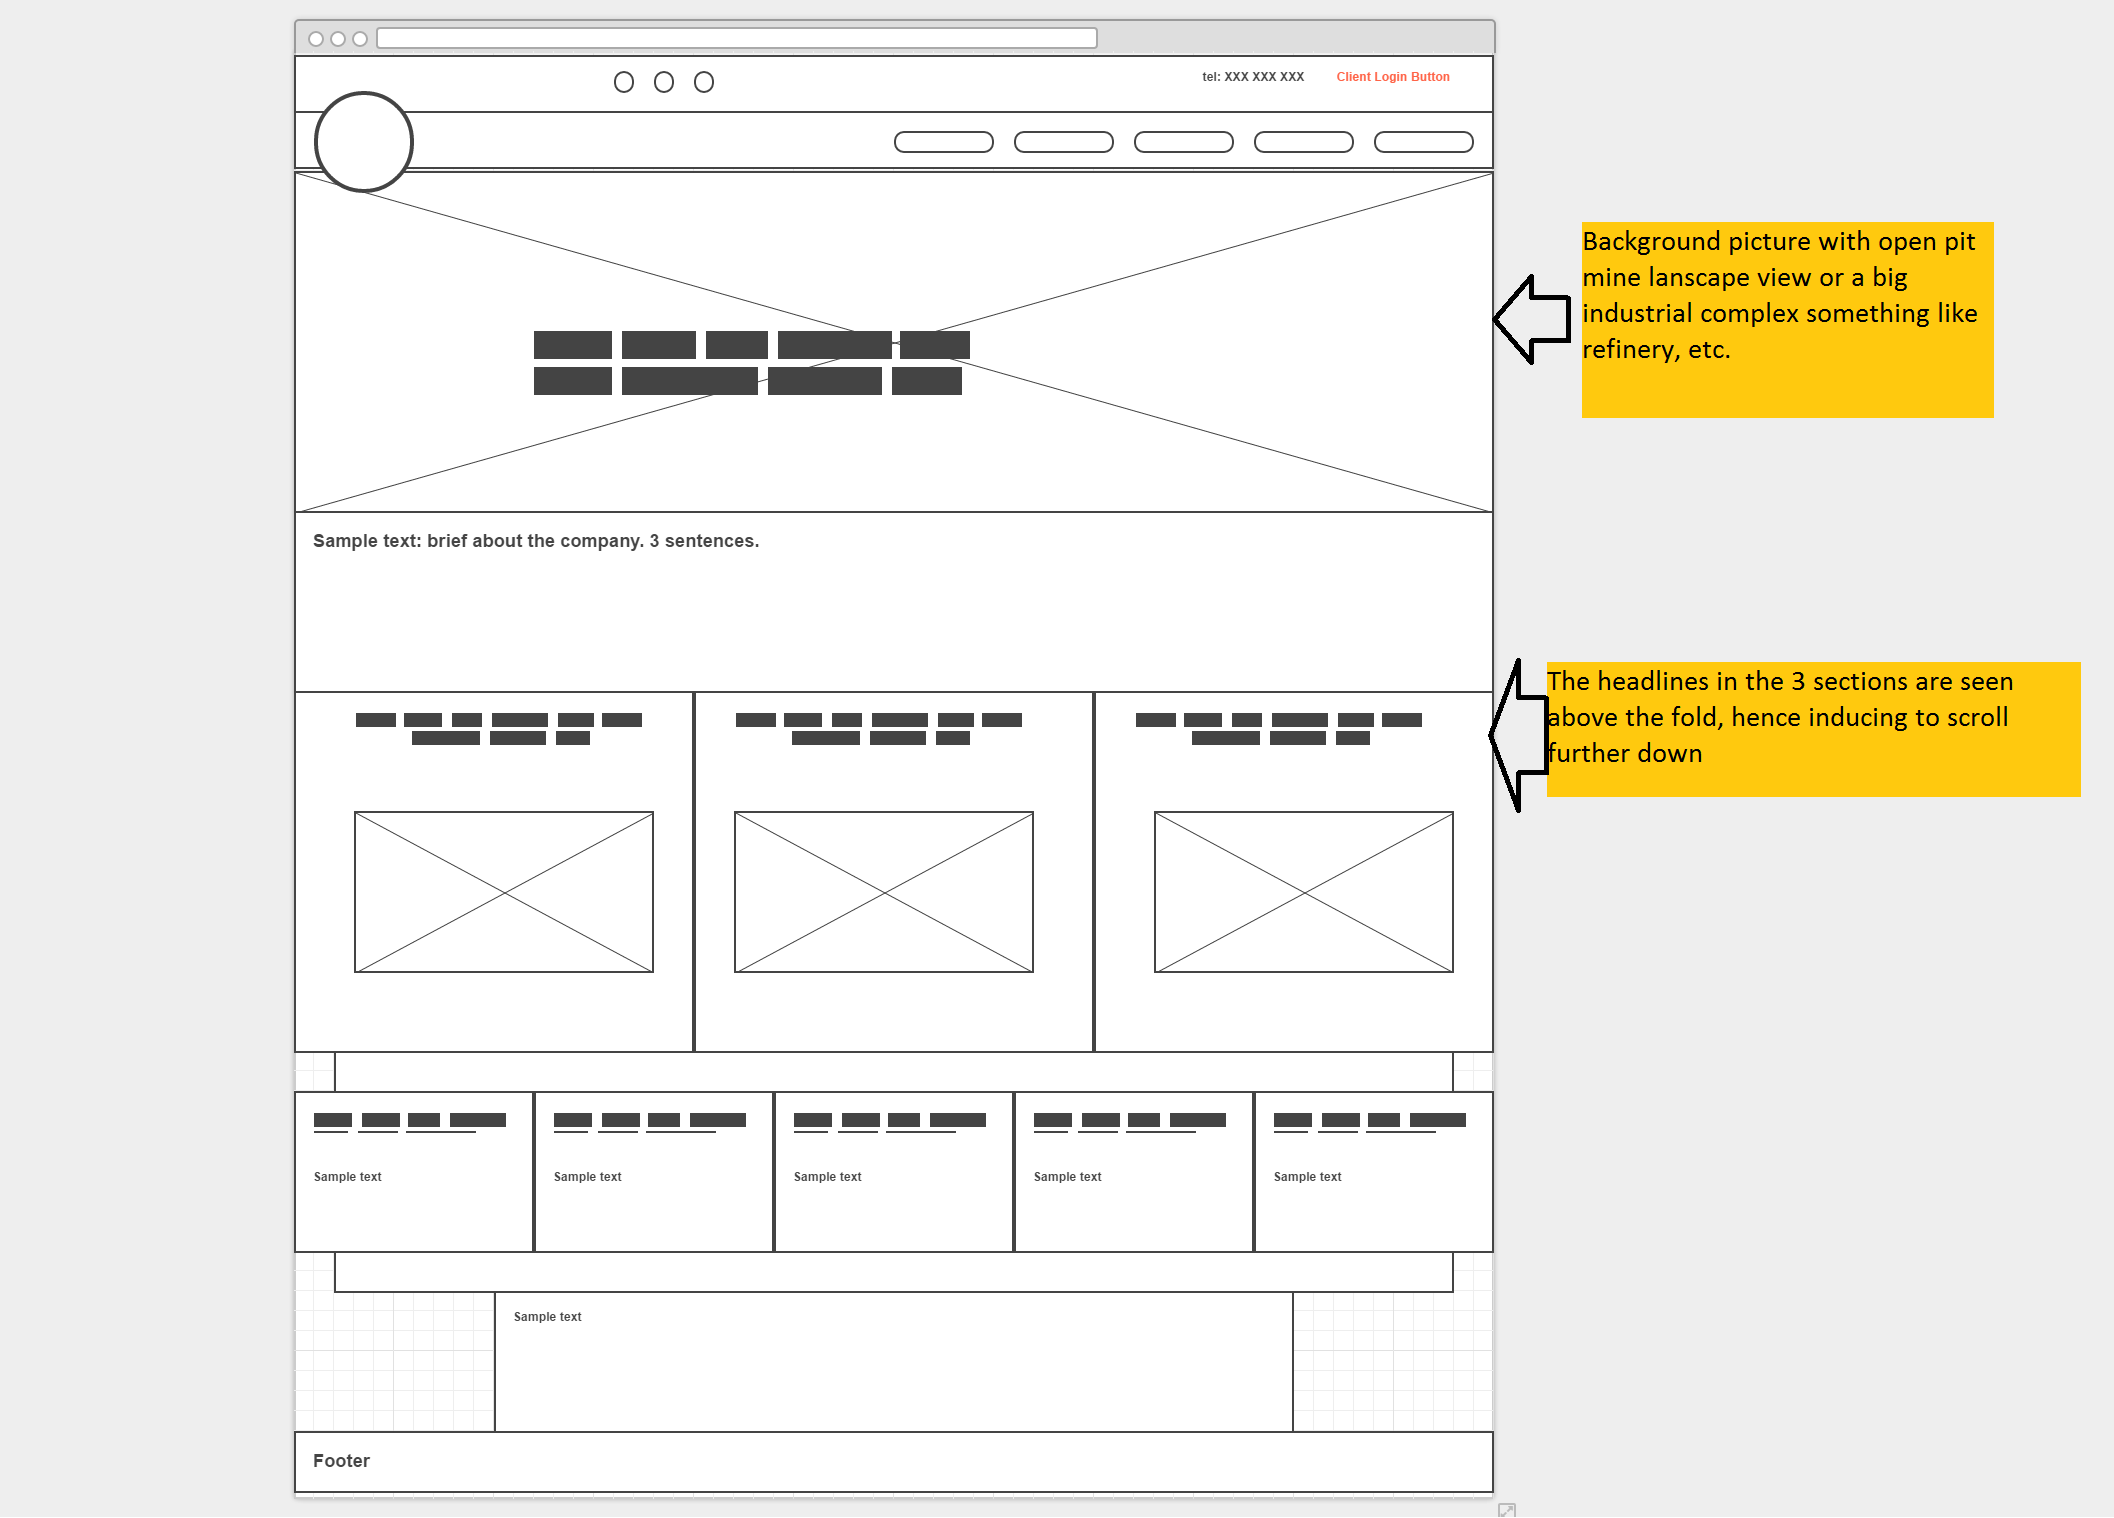 tel: XXX XXX XXX
Client Login Button
Background picture with open pit
mine lanscape view or a big
industrial complex something like
refinery, etc.
Sample text: brief about the company. 3 sentences.
The headlines in the 3 sections are seen
above the fold, hence inducing to scroll
further down
Sample text
Sample text
Sample text
Sample text
Sample text
Sample text
Footer